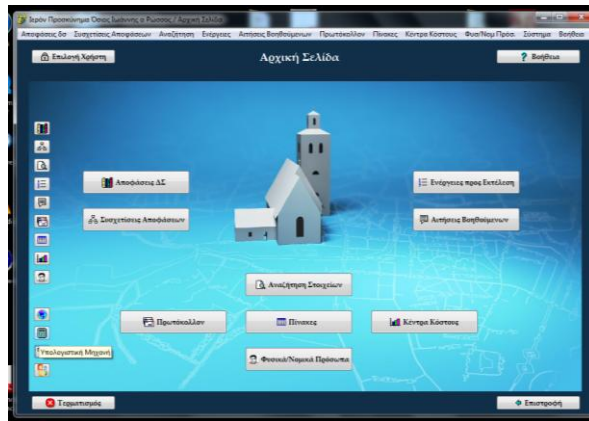 Ιερόν Προσκύνημα Όσιος Ιωάννης ο Ρώσσος / Αρχική Σελίδα
Αποφάσεις δσ Συσχετίσεις Αποφάσεων Αναζήτηση Ενέργειες Αιτήσεις Βοηθούμενων Πρωτόκολλον Πίνακες Κέντρα Κόστους Φυσ/Νομ Πρόσ. Σύστημα Βοήθεια
Επιλογή Χρήστη Αρχική Σελίδα ? Βοήθεια
Αποφάσεις ΔΣ Ενέργειες προς Εκτέλεση
Συσχετίσεις Αποφάσεων Αιτήσεις Βοηθούμενων
Αναζήτηση Στοιχείων
Πρωτόκολλον Πίνακες Κέντρα Κόστους
Υπολογιστική Μηχανή
Φυσικά/Νομικά Πρόσωπα
Τερματισμός Επιστροφή